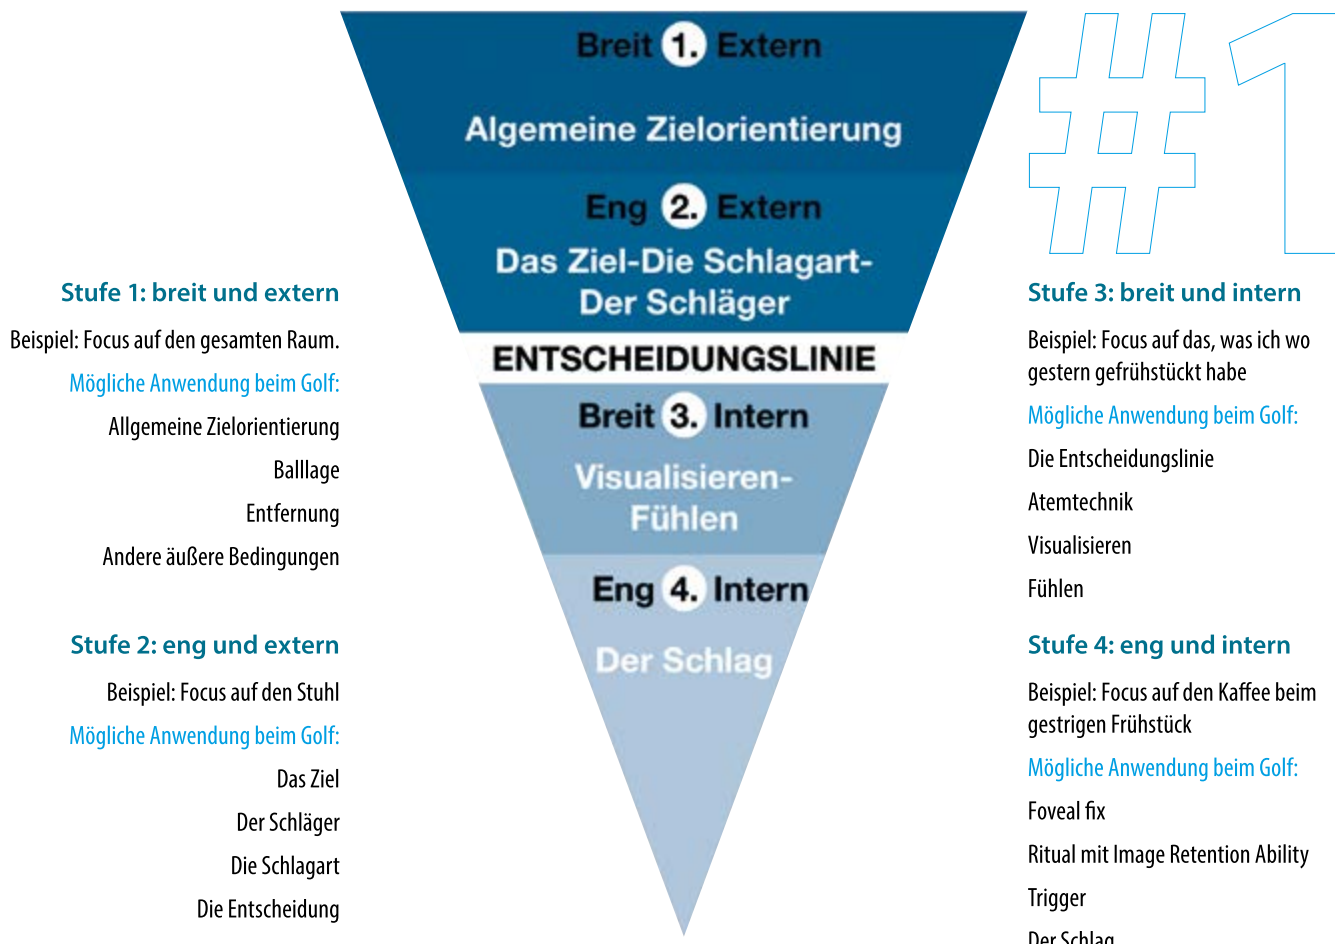 #1
Breit 1. Extern
Algemeine Zielorientierung
Eng 2. Extern
Das Ziel-Die Schlagart-
Der Schläger
ENTSCHEIDUNGSLINIE
Breit 3. Intern
Visualisieren-
Fühlen
Eng 4. Intern
Der Schlag
Stufe 1: breit und extern
Beispiel: Focus auf den gesamten Raum.
Mögliche Anwendung beim Golf:
Allgemeine Zielorientierung
Balllage
Entfernung
Andere äußere Bedingungen
Stufe 2: eng und extern
Beispiel: Focus auf den Stuhl
Mögliche Anwendung beim Golf:
Das Ziel
Der Schläger
Die Schlagart
Die Entscheidung
Stufe 3: breit und intern
Beispiel: Focus auf das, was ich wo
gestern gefrühstückt habe
Mögliche Anwendung beim Golf:
Die Entscheidungslinie
Atemtechnik
Visualisieren
Fühlen
Stufe 4: eng und intern
Beispiel: Focus auf den Kaffee beim
gestrigen Frühstück
Mögliche Anwendung beim Golf:
Foveal fix
Ritual mit Image Retention Ability
Trigger
Der Schlag